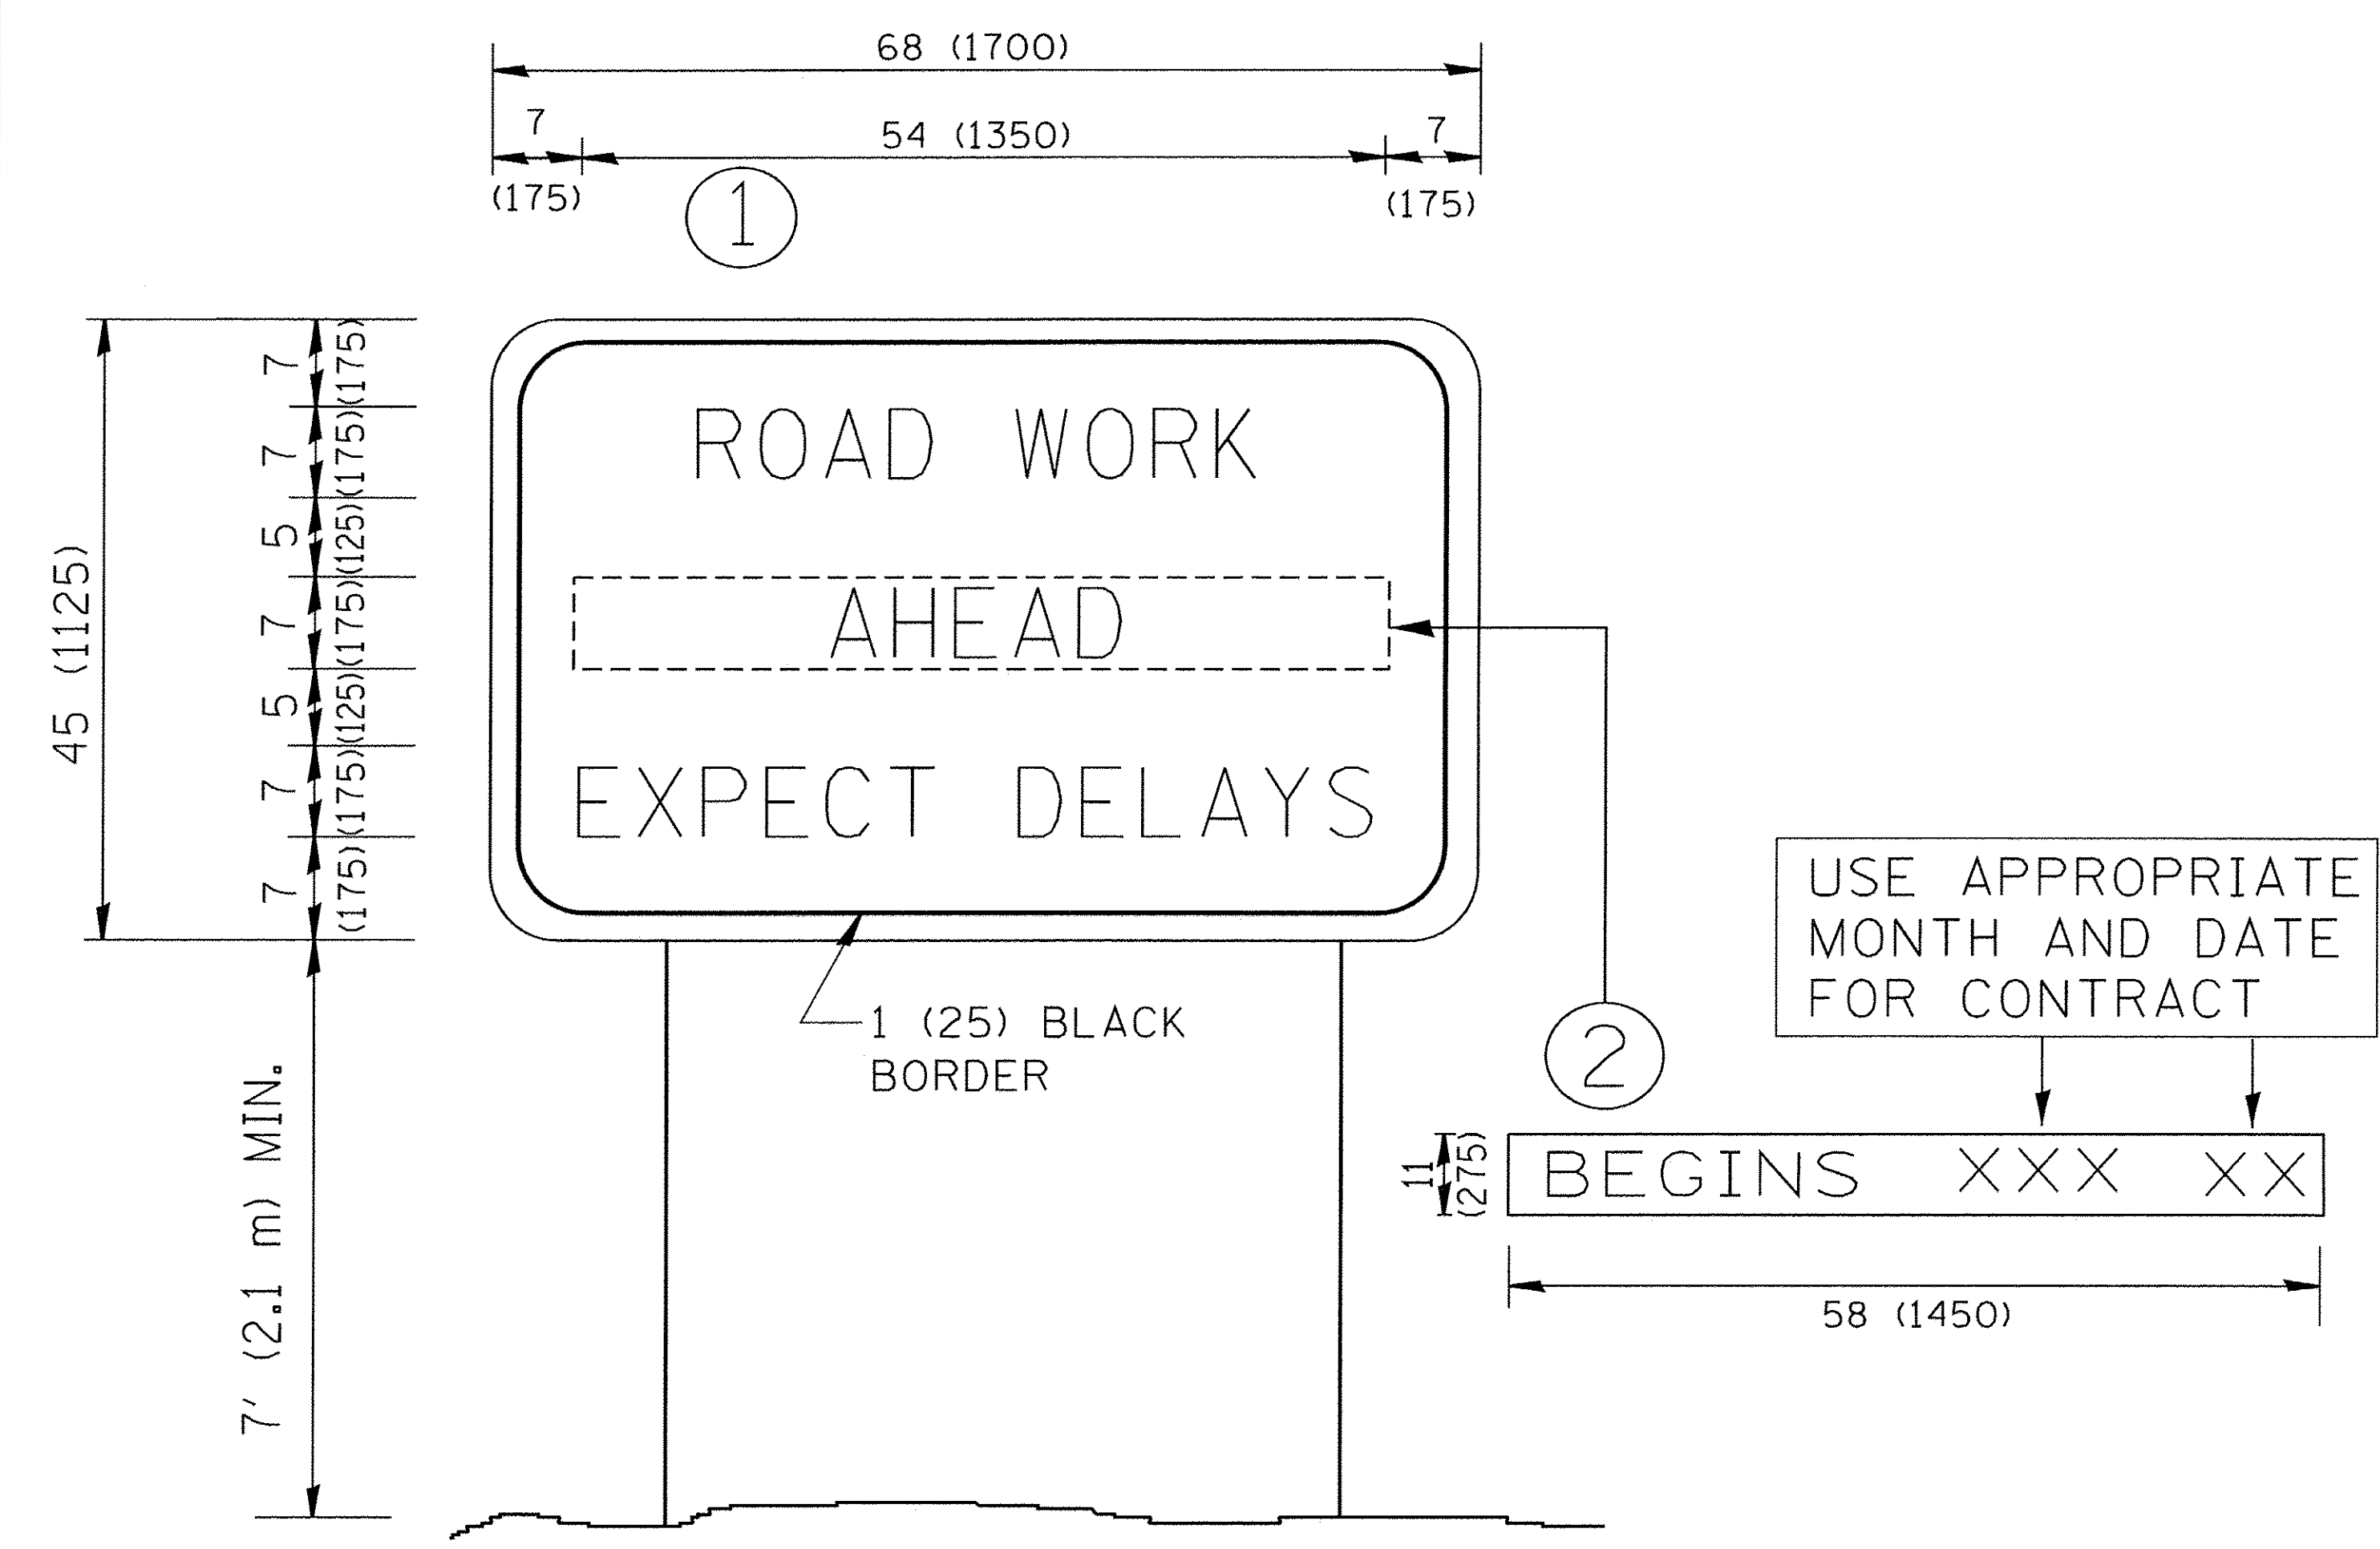 68 (1700)
7
54 (1350)
7
(175)
(175)
1
45 (1125)
7
(175)
7
(175)
5
(125)
7
(175)
5
(125)
7
(175)
7
(175)
7' (2.1 m) MIN.
ROAD WORK
AHEAD
EXPECT DELAYS
1 (25) BLACK
BORDER
2
USE APPROPRIATE
MONTH AND DATE
FOR CONTRACT
11
(275)
BEGINS XXX XX
58 (1450)